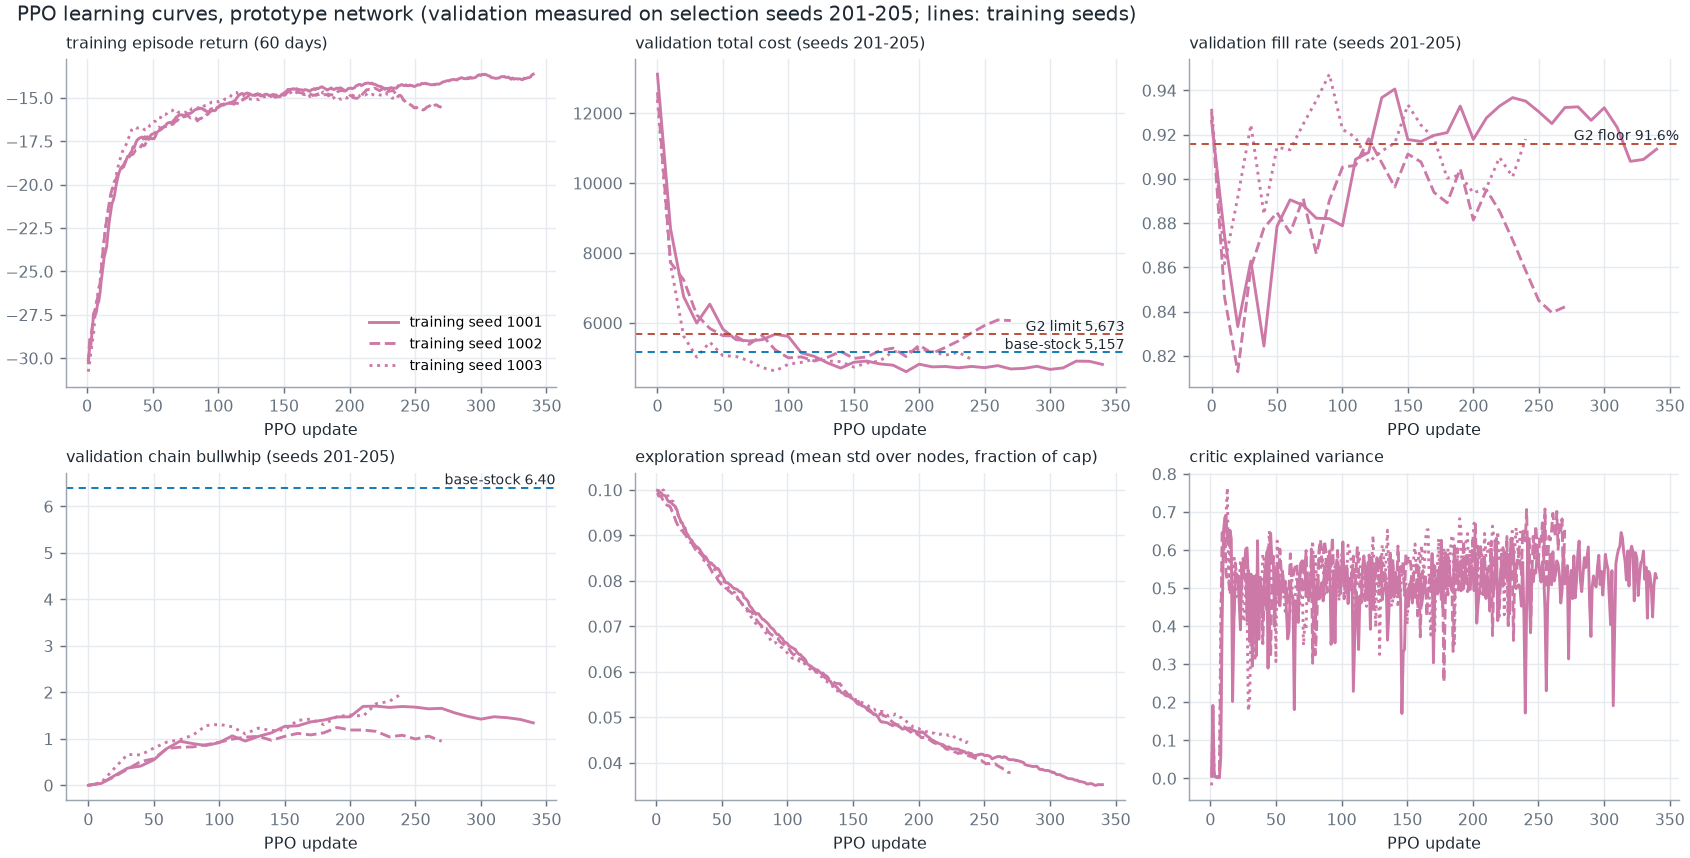 PPO learning curves, prototype network (validation measured on selection seeds 201-205; lines: training seeds)
training episode return (60 days)
−15.0
−17.5
−20.0
−22.5
−25.0
−27.5
−30.0
training seed 1001
training seed 1002
training seed 1003
0 50 100 150 200 250 300 350
PPO update
validation total cost (seeds 201-205)
12000
10000
8000
6000
G2 limit 5,673
base-stock 5,157
0 50 100 150 200 250 300 350
PPO update
validation fill rate (seeds 201-205)
0.94
0.92
0.90
0.88
0.86
0.84
0.82
G2 floor 91.6%
0 50 100 150 200 250 300 350
PPO update
validation chain bullwhip (seeds 201-205)
base-stock 6.40
6
5
4
3
2
1
0
0 50 100 150 200 250 300 350
PPO update
exploration spread (mean std over nodes, fraction of cap)
0.10
0.09
0.08
0.07
0.06
0.05
0.04
0 50 100 150 200 250 300 350
PPO update
critic explained variance
0.8
0.7
0.6
0.5
0.4
0.3
0.2
0.1
0.0
0 50 100 150 200 250 300 350
PPO update